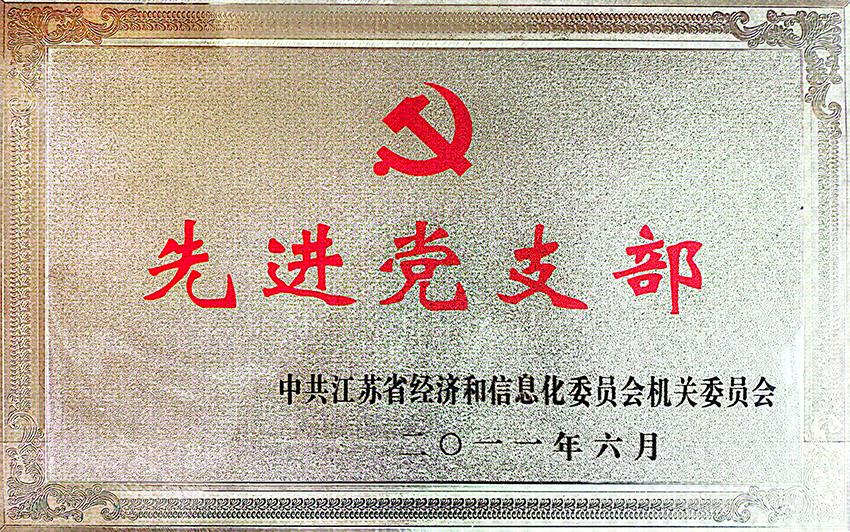 先进党支部
中共江苏省经济和信息化委员会机关委员会
二〇一一年六月